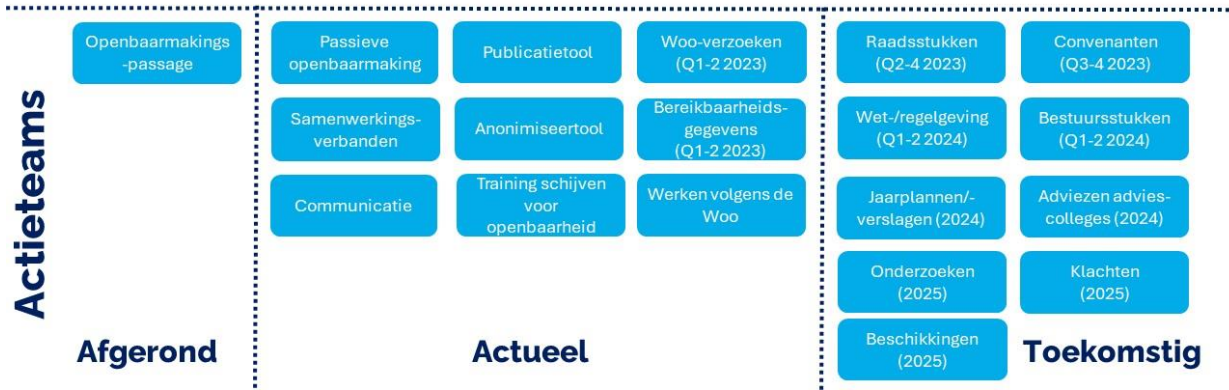 Actieteams
Openbaarmakings
-passage
Afgerond
Passieve
openbaarmaking
Publicatietool
Woo-verzoeken
(Q1-2 2023)
Samenwerkings-
verbanden
Anonimiseertool
Bereikbaarheids-
gegevens
(Q1-2 2023)
Communicatie
Training schijven
voor
openbaarheid
Werken volgens de
Woo
Actueel
Raadsstukken
(Q2-4 2023)
Convenanten
(Q3-4 2023)
Wet-/regelgeving
(Q1-2 2024)
Bestuursstukken
(Q1-2 2024)
Jaarplannen/-
verslagen (2024)
Adviezen advies-
colleges (2024)
Onderzoeken
(2025)
Klachten
(2025)
Beschikkingen
(2025)
Toekomstig